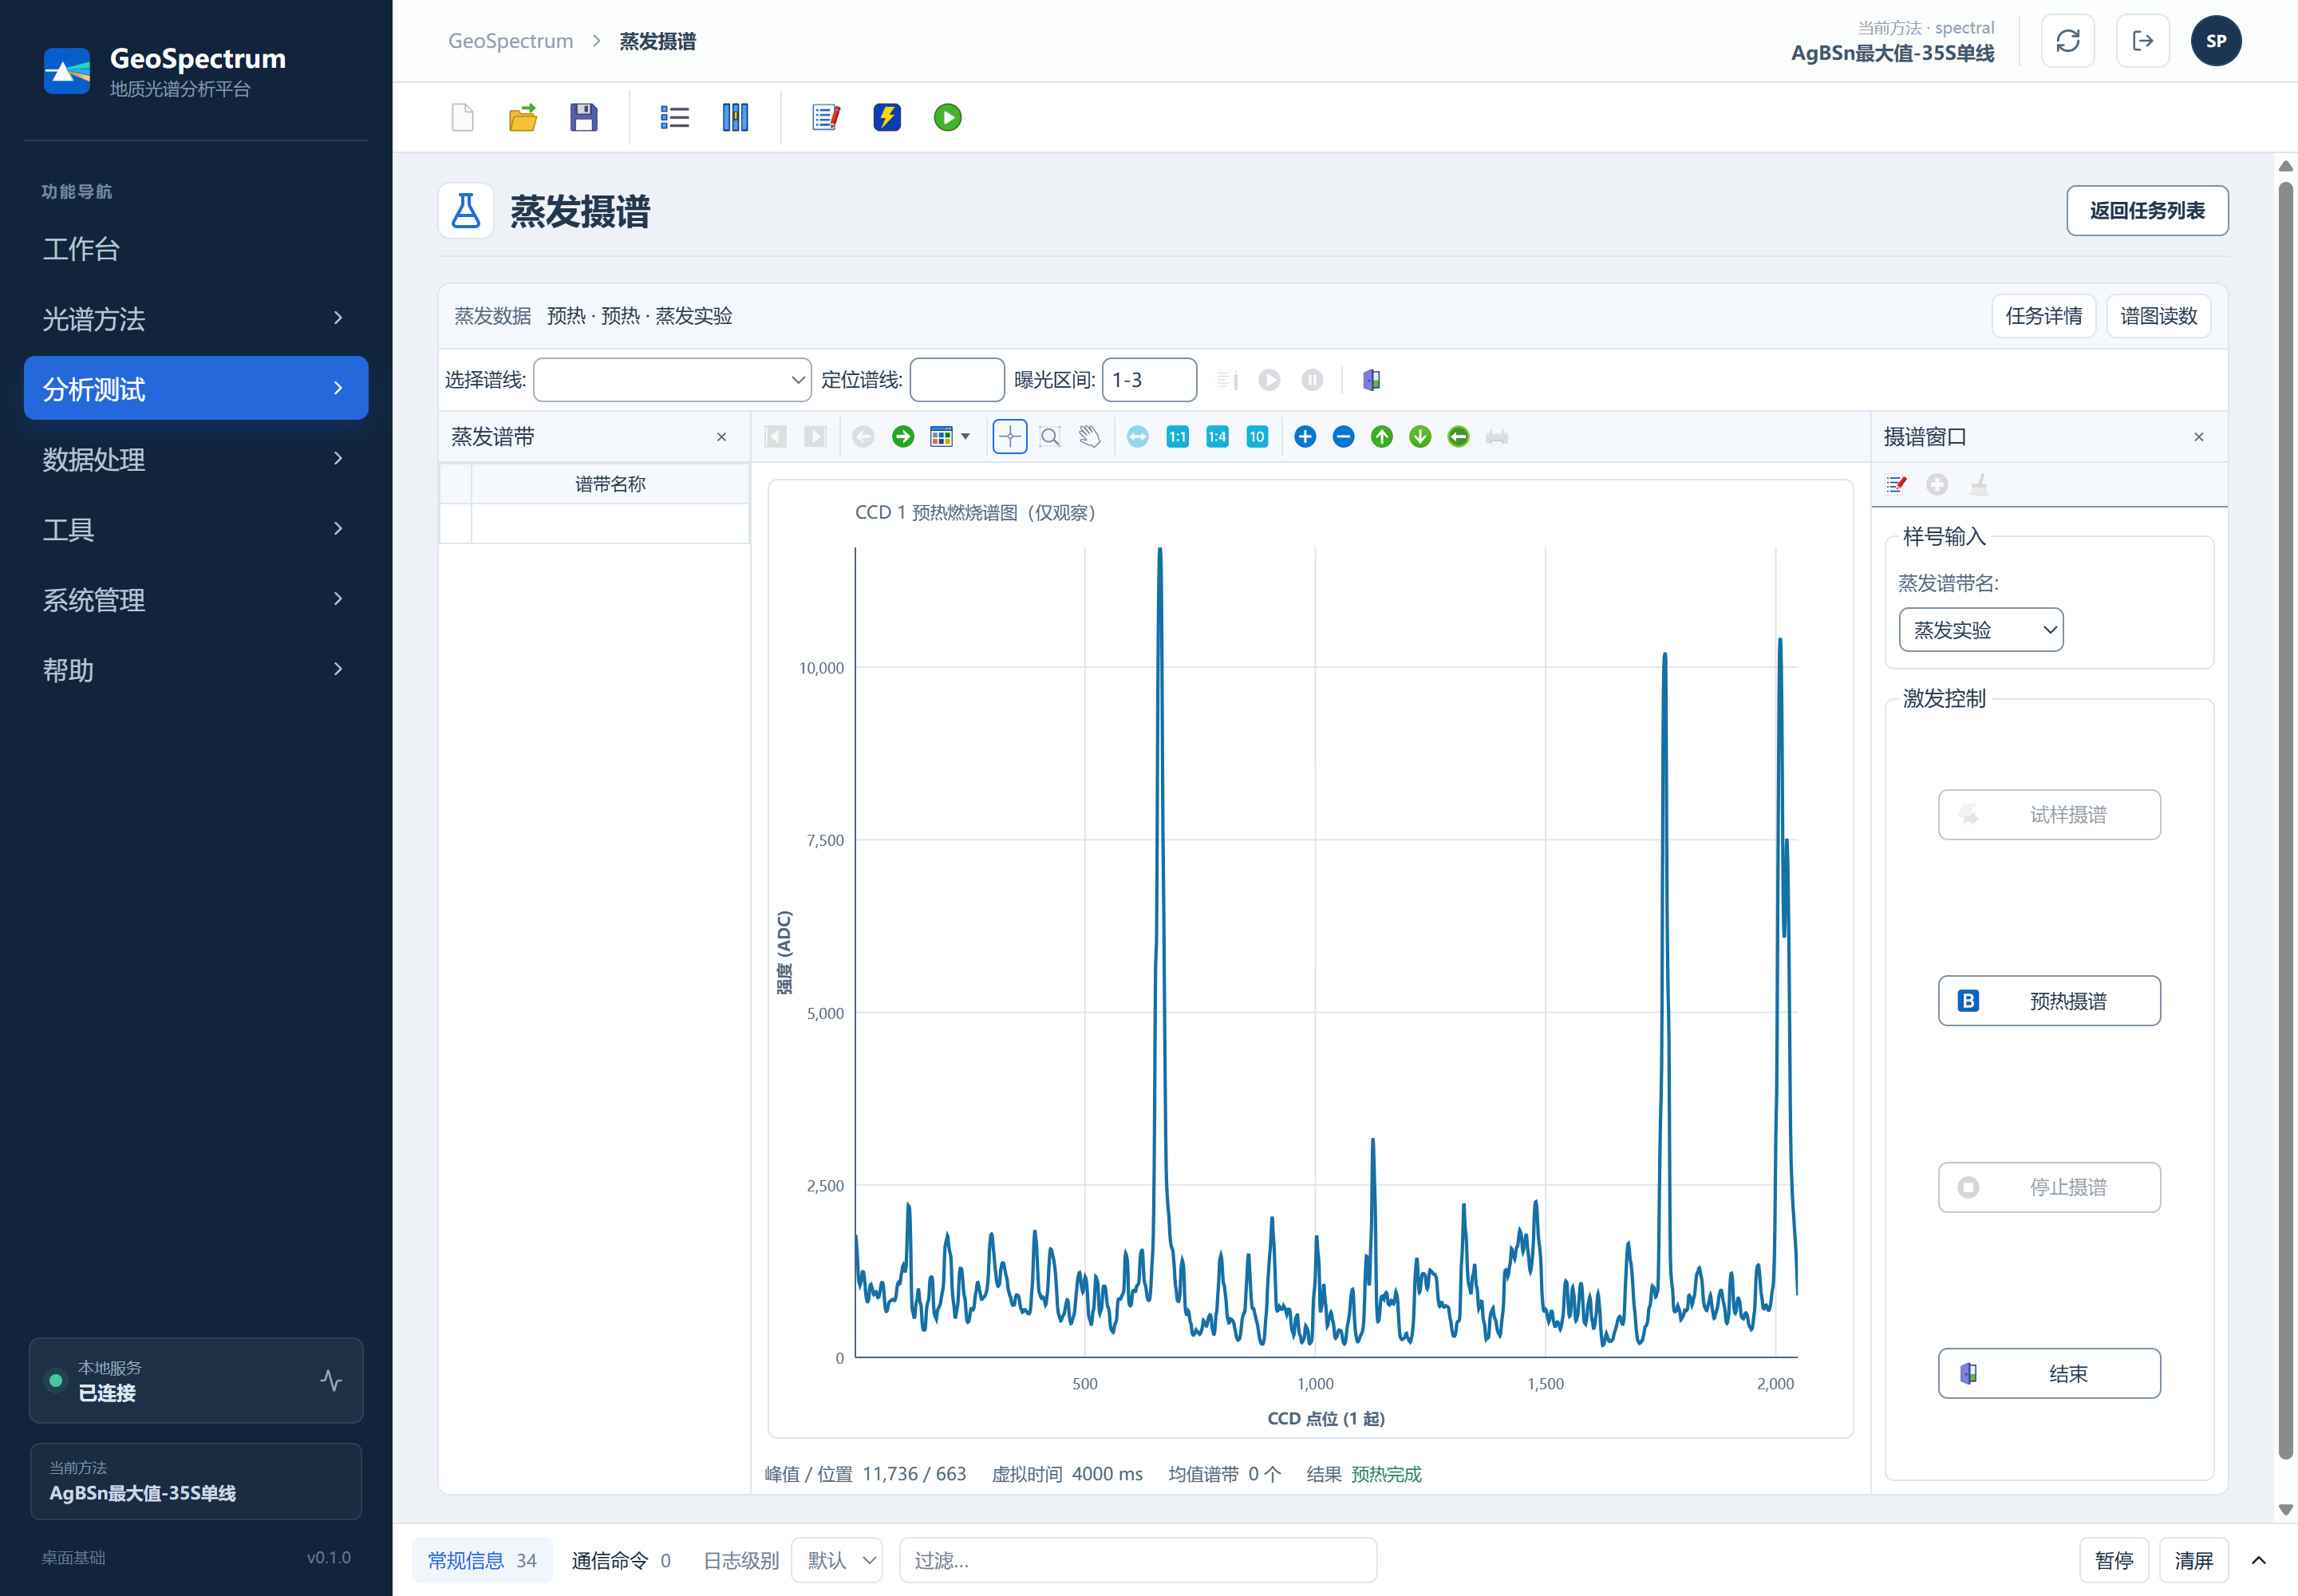 GeoSpectrum
地质光谱分析平台
功能导航
工作台
光谱方法
分析测试
数据处理
工具
系统管理
帮助
本地服务
已连接
当前方法
AgBSn最大值-35S单线
桌面基础 v0.1.0
GeoSpectrum > 蒸发摄谱
当前方法 · spectral
AgBSn最大值-35S单线
SP
蒸发摄谱
返回任务列表
蒸发数据 预热 · 预热 · 蒸发实验
任务详情 谱图读数
选择谱线: 定位谱线: 曝光区间: 1-3
蒸发谱带 ×
1:1 1:4 10
谱带名称
CCD 1 预热燃烧谱图（仅观察）
10,000
7,500
5,000
2,500
0
强度 (ADC)
500 1,000 1,500 2,000
CCD 点位 (1 起)
峰值 / 位置 11,736 / 663 虚拟时间 4000 ms 均值谱带 0 个 结果 预热完成
摄谱窗口 ×
样号输入
蒸发谱带名:
蒸发实验
激发控制
试样摄谱
B 预热摄谱
停止摄谱
结束
常规信息 34 通信命令 0 日志级别 默认 过滤... 暂停 清屏